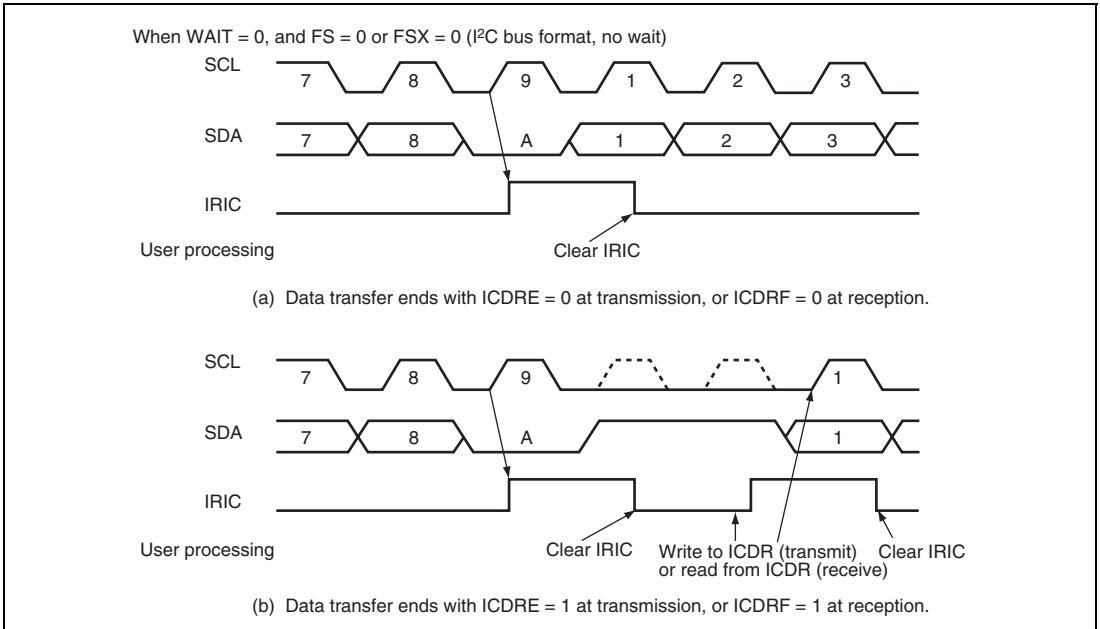 When WAIT = 0, and FS = 0 or FSX = 0 (I²C bus format, no wait)
SCL
7 8 9 1 2 3
SDA
7 8 A 1 2 3
IRIC
User processing
Clear IRIC
(a) Data transfer ends with ICDRE = 0 at transmission, or ICDRF = 0 at reception.
SCL
7 8 9 1
SDA
7 8 A 1
IRIC
User processing
Clear IRIC
Write to ICDR (transmit)
or read from ICDR (receive)
Clear IRIC
(b) Data transfer ends with ICDRE = 1 at transmission, or ICDRF = 1 at reception.